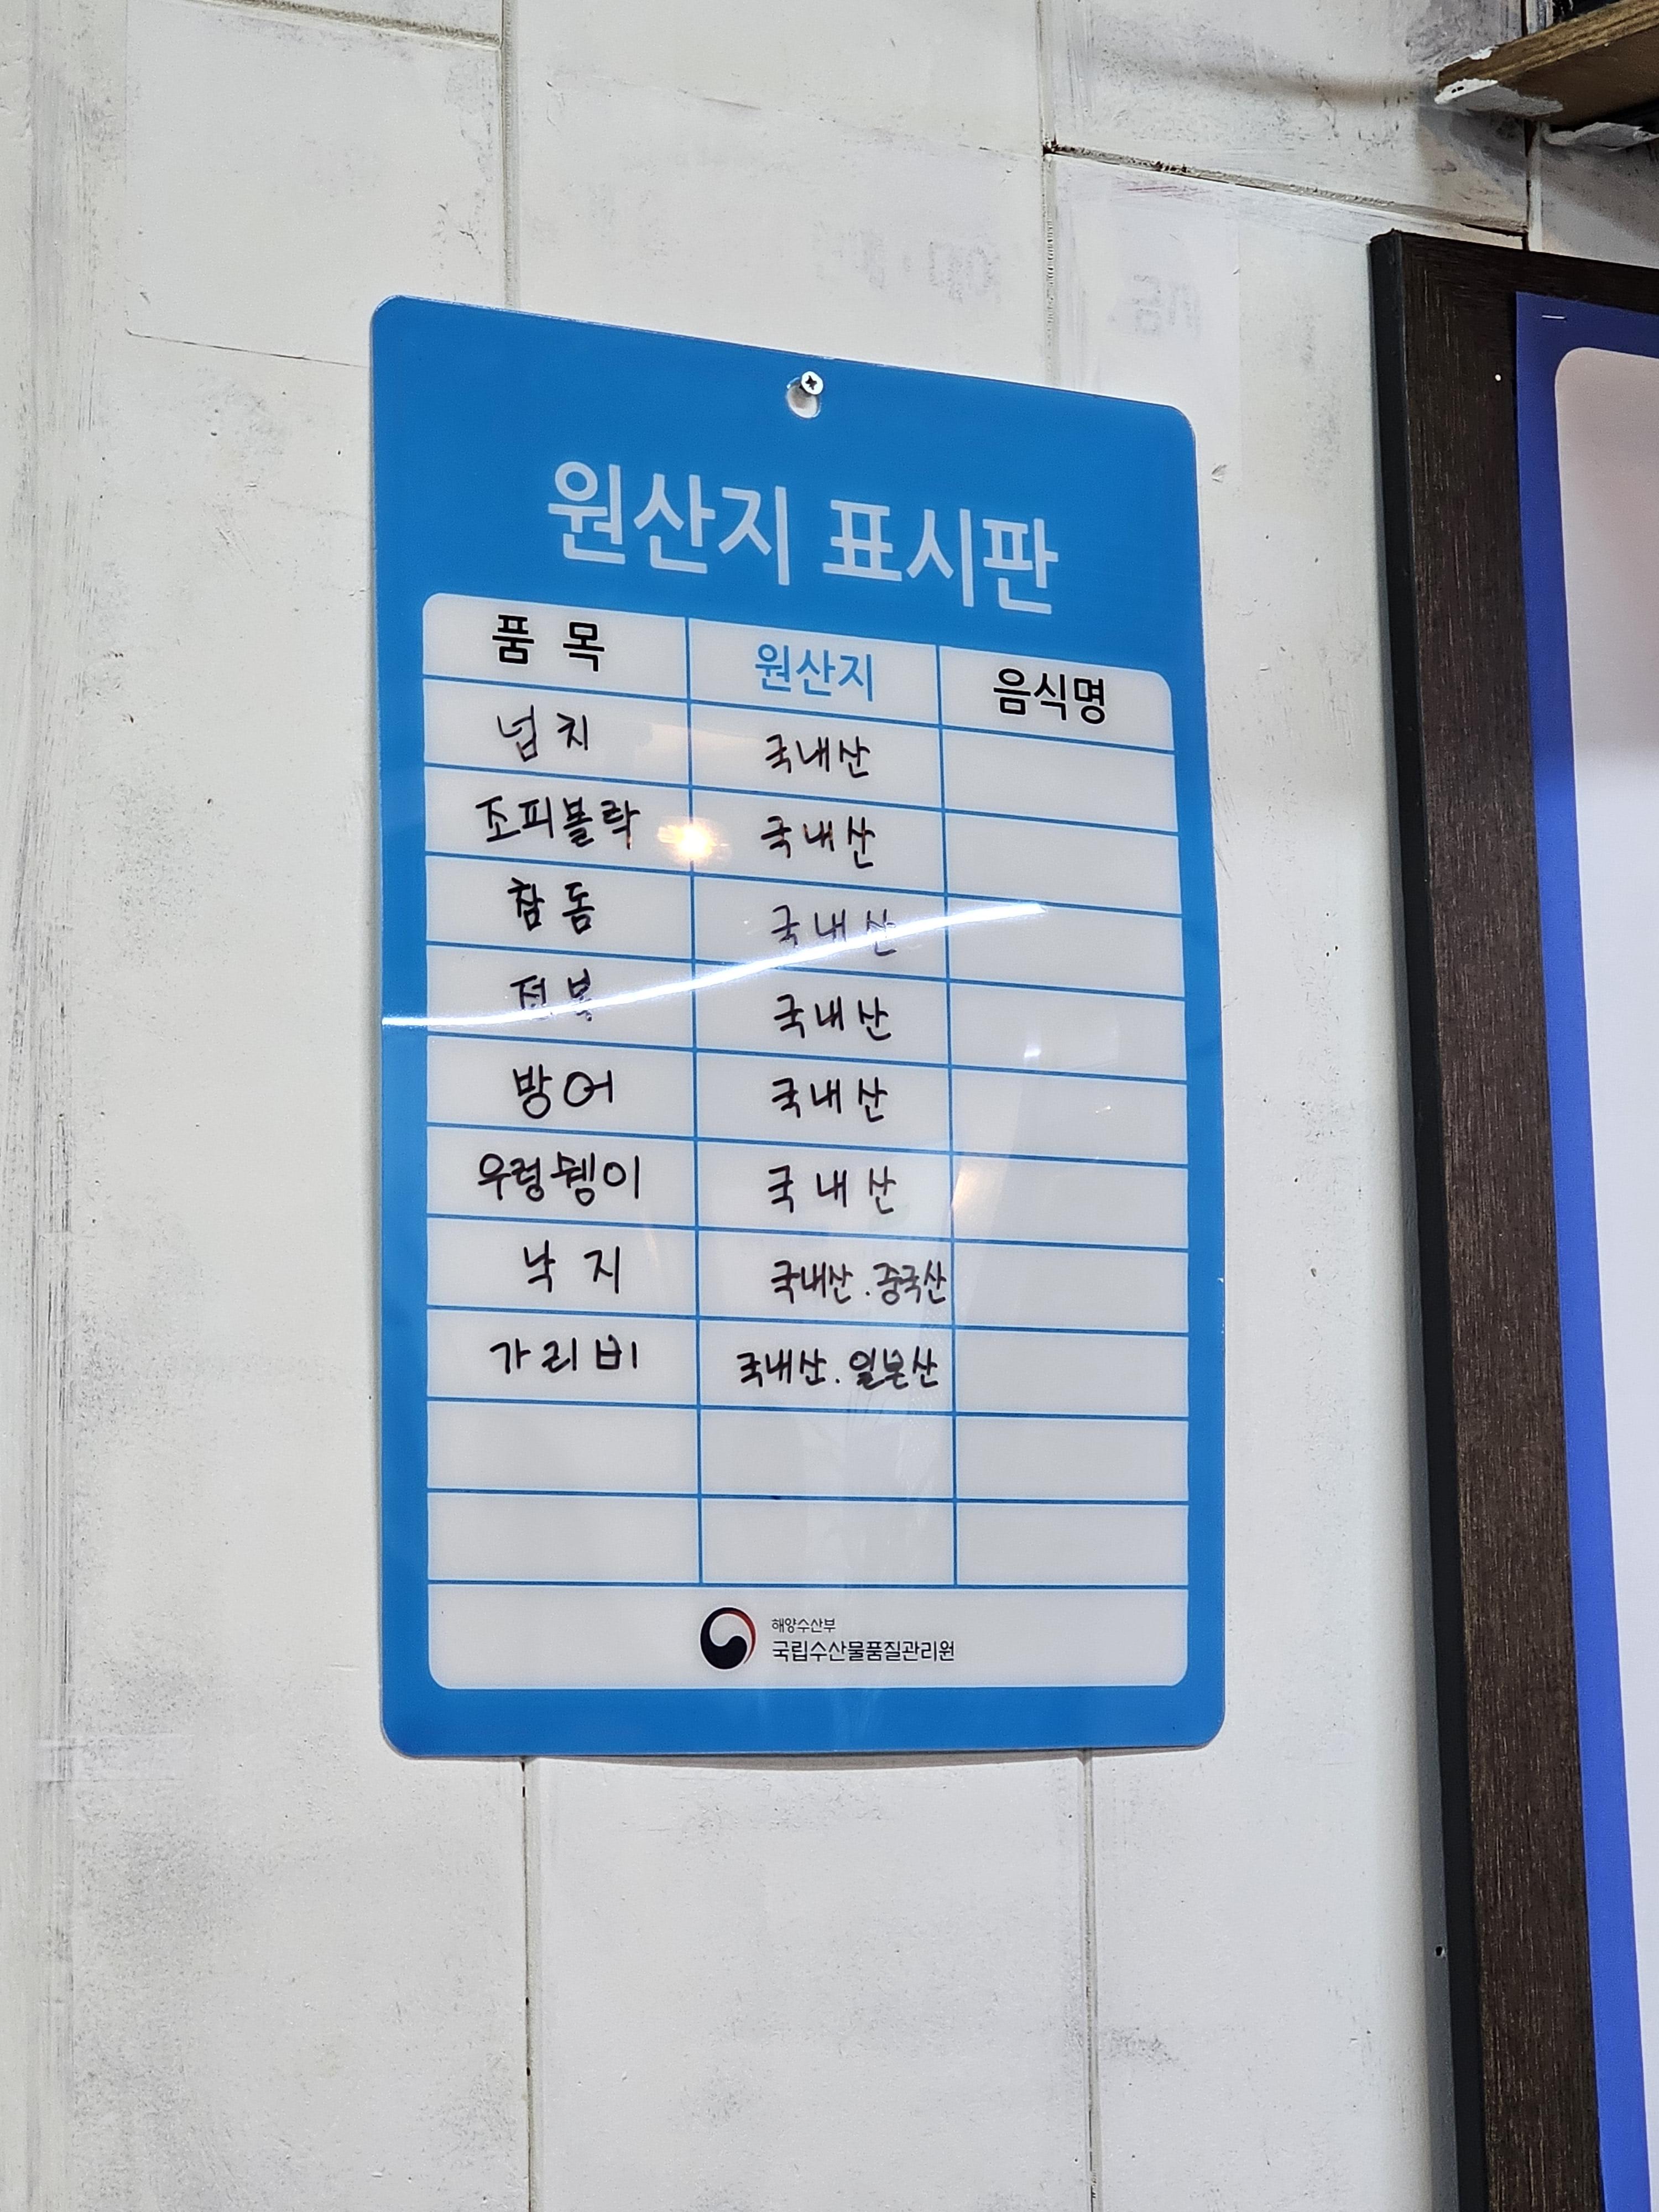 원산지 표시판
품 목 원산지 음식명
넙치 국내산
조피볼락 국내산
참돔 국내산
전복 국내산
방어 국내산
우렁쉥이 국내산
낙지 국내산.중국산
가리비 국내산.일본산
해양수산부
국립수산물품질관리원